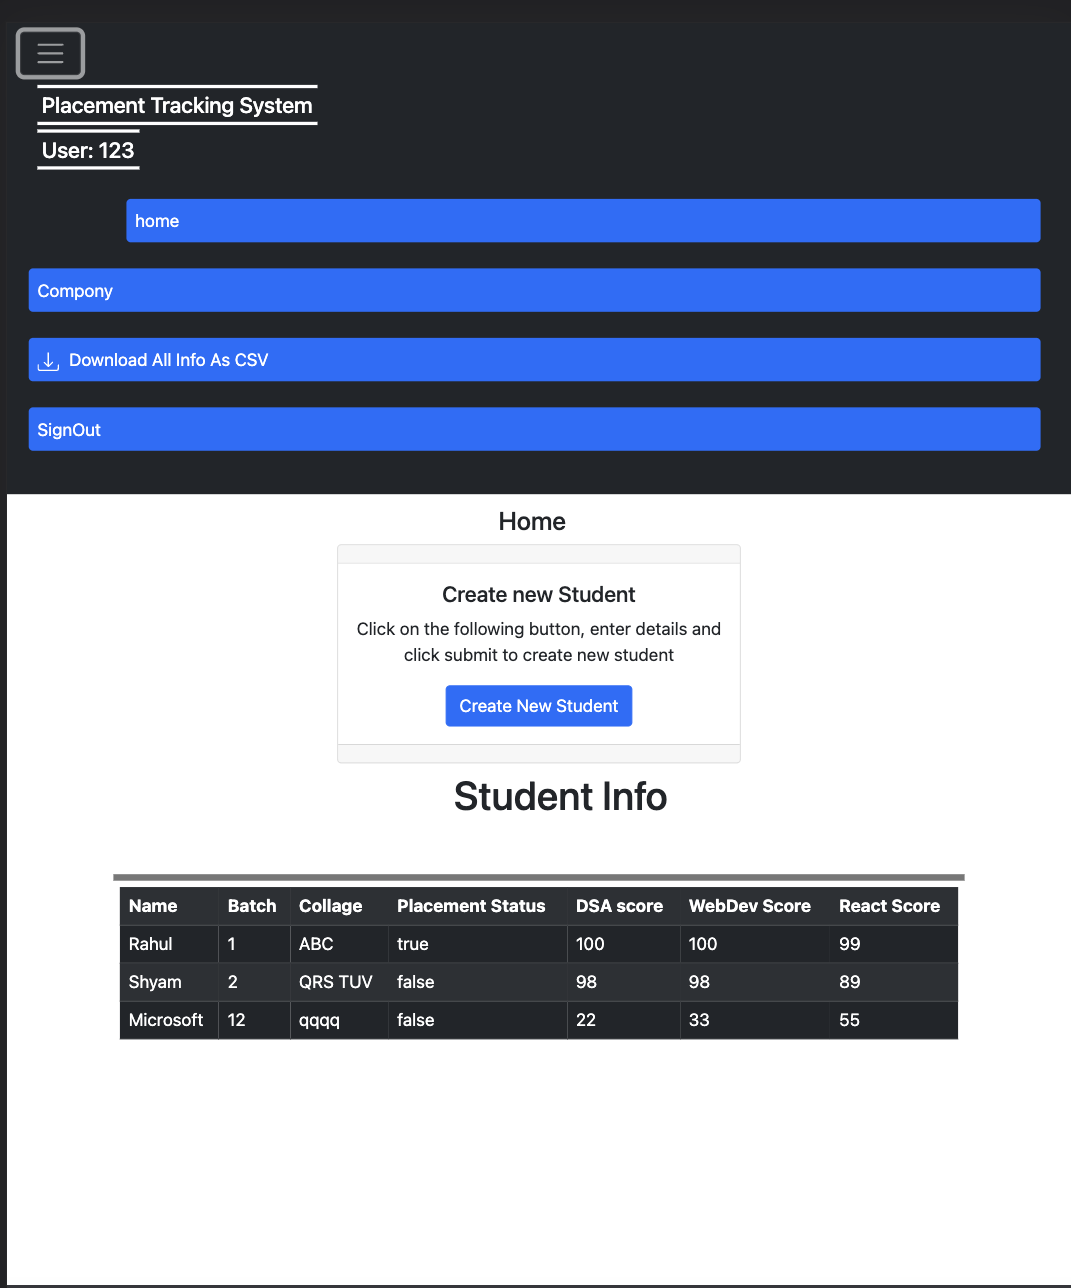 Placement Tracking System
User: 123
home
Compony
Download All Info As CSV
SignOut
Home
Create new Student
Click on the following button, enter details and
click submit to create new student
Create New Student
Student Info
Name Batch Collage Placement Status DSA score WebDev Score React Score
Rahul 1 ABC true 100 100 99
Shyam 2 QRS TUV false 98 98 89
Microsoft 12 qqqq false 22 33 55